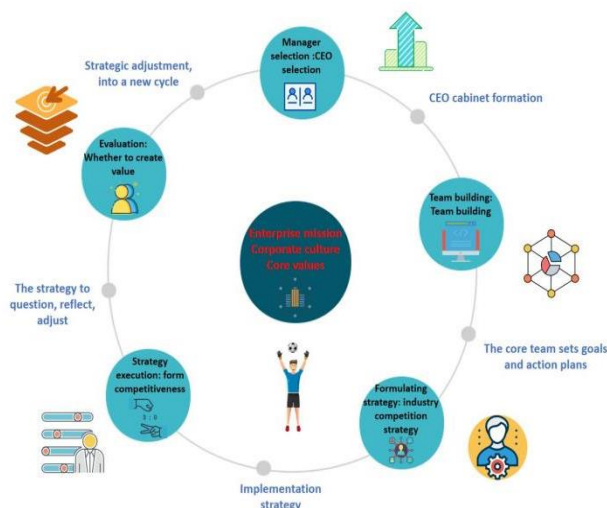 Manager
selection :CEO
selection
CEO cabinet formation
Team building:
Team building
The core team sets goals
and action plans
Formulating
strategy: industry
competition
strategy
Implementation
strategy
Strategy
execution: form
competitiveness
3 : 0
The strategy to
question, reflect,
adjust
Evaluation:
Whether to create
value
Strategic adjustment,
into a new cycle
Enterprise mission
Corporate culture
Core values